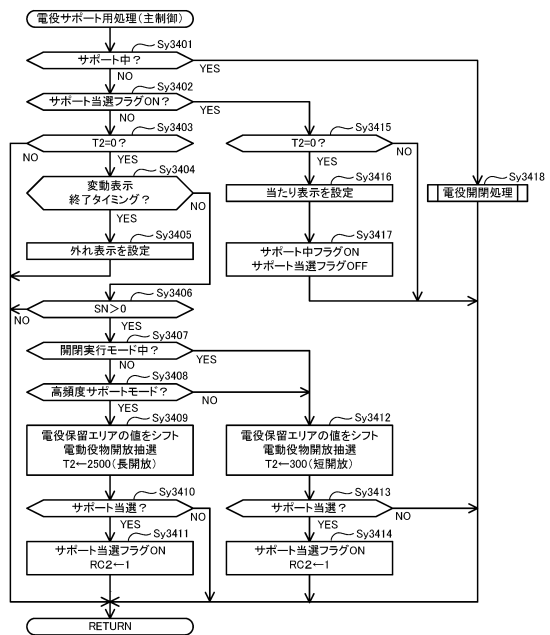 電役サポート用処理(主制御)
Sy3401
サポート中?
NO
YES
Sy3402
サポート当選フラグON?
NO
YES
Sy3403
T2=0?
NO
YES
Sy3404
変動表示
終了タイミング?
NO
YES
Sy3405
外れ表示を設定
Sy3415
T2=0?
NO
YES
Sy3416
当たり表示を設定
Sy3417
サポート中フラグON
サポート当選フラグOFF
Sy3418
電役開閉処理
Sy3406
SN>0
NO
YES
Sy3407
開閉実行モード中?
NO
YES
Sy3408
高頻度サポートモード?
NO
YES
Sy3409
電役保留エリアの値をシフト
電動役物開放抽選
T2←2500(長開放)
Sy3412
電役保留エリアの値をシフト
電動役物開放抽選
T2←300(短開放)
Sy3410
サポート当選?
YES
NO
Sy3411
サポート当選フラグON
RC2←1
Sy3413
サポート当選?
YES
NO
Sy3414
サポート当選フラグON
RC2←1
RETURN